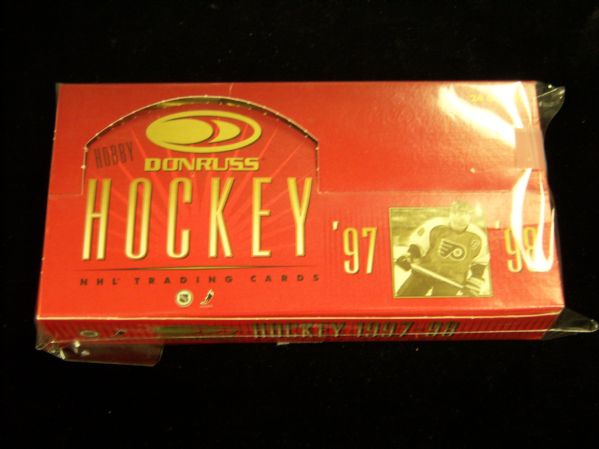 HOBBY
DONRUSS
HOCKEY
'97 '98
NHL TRADING CARDS
HOCKEY 1997-98